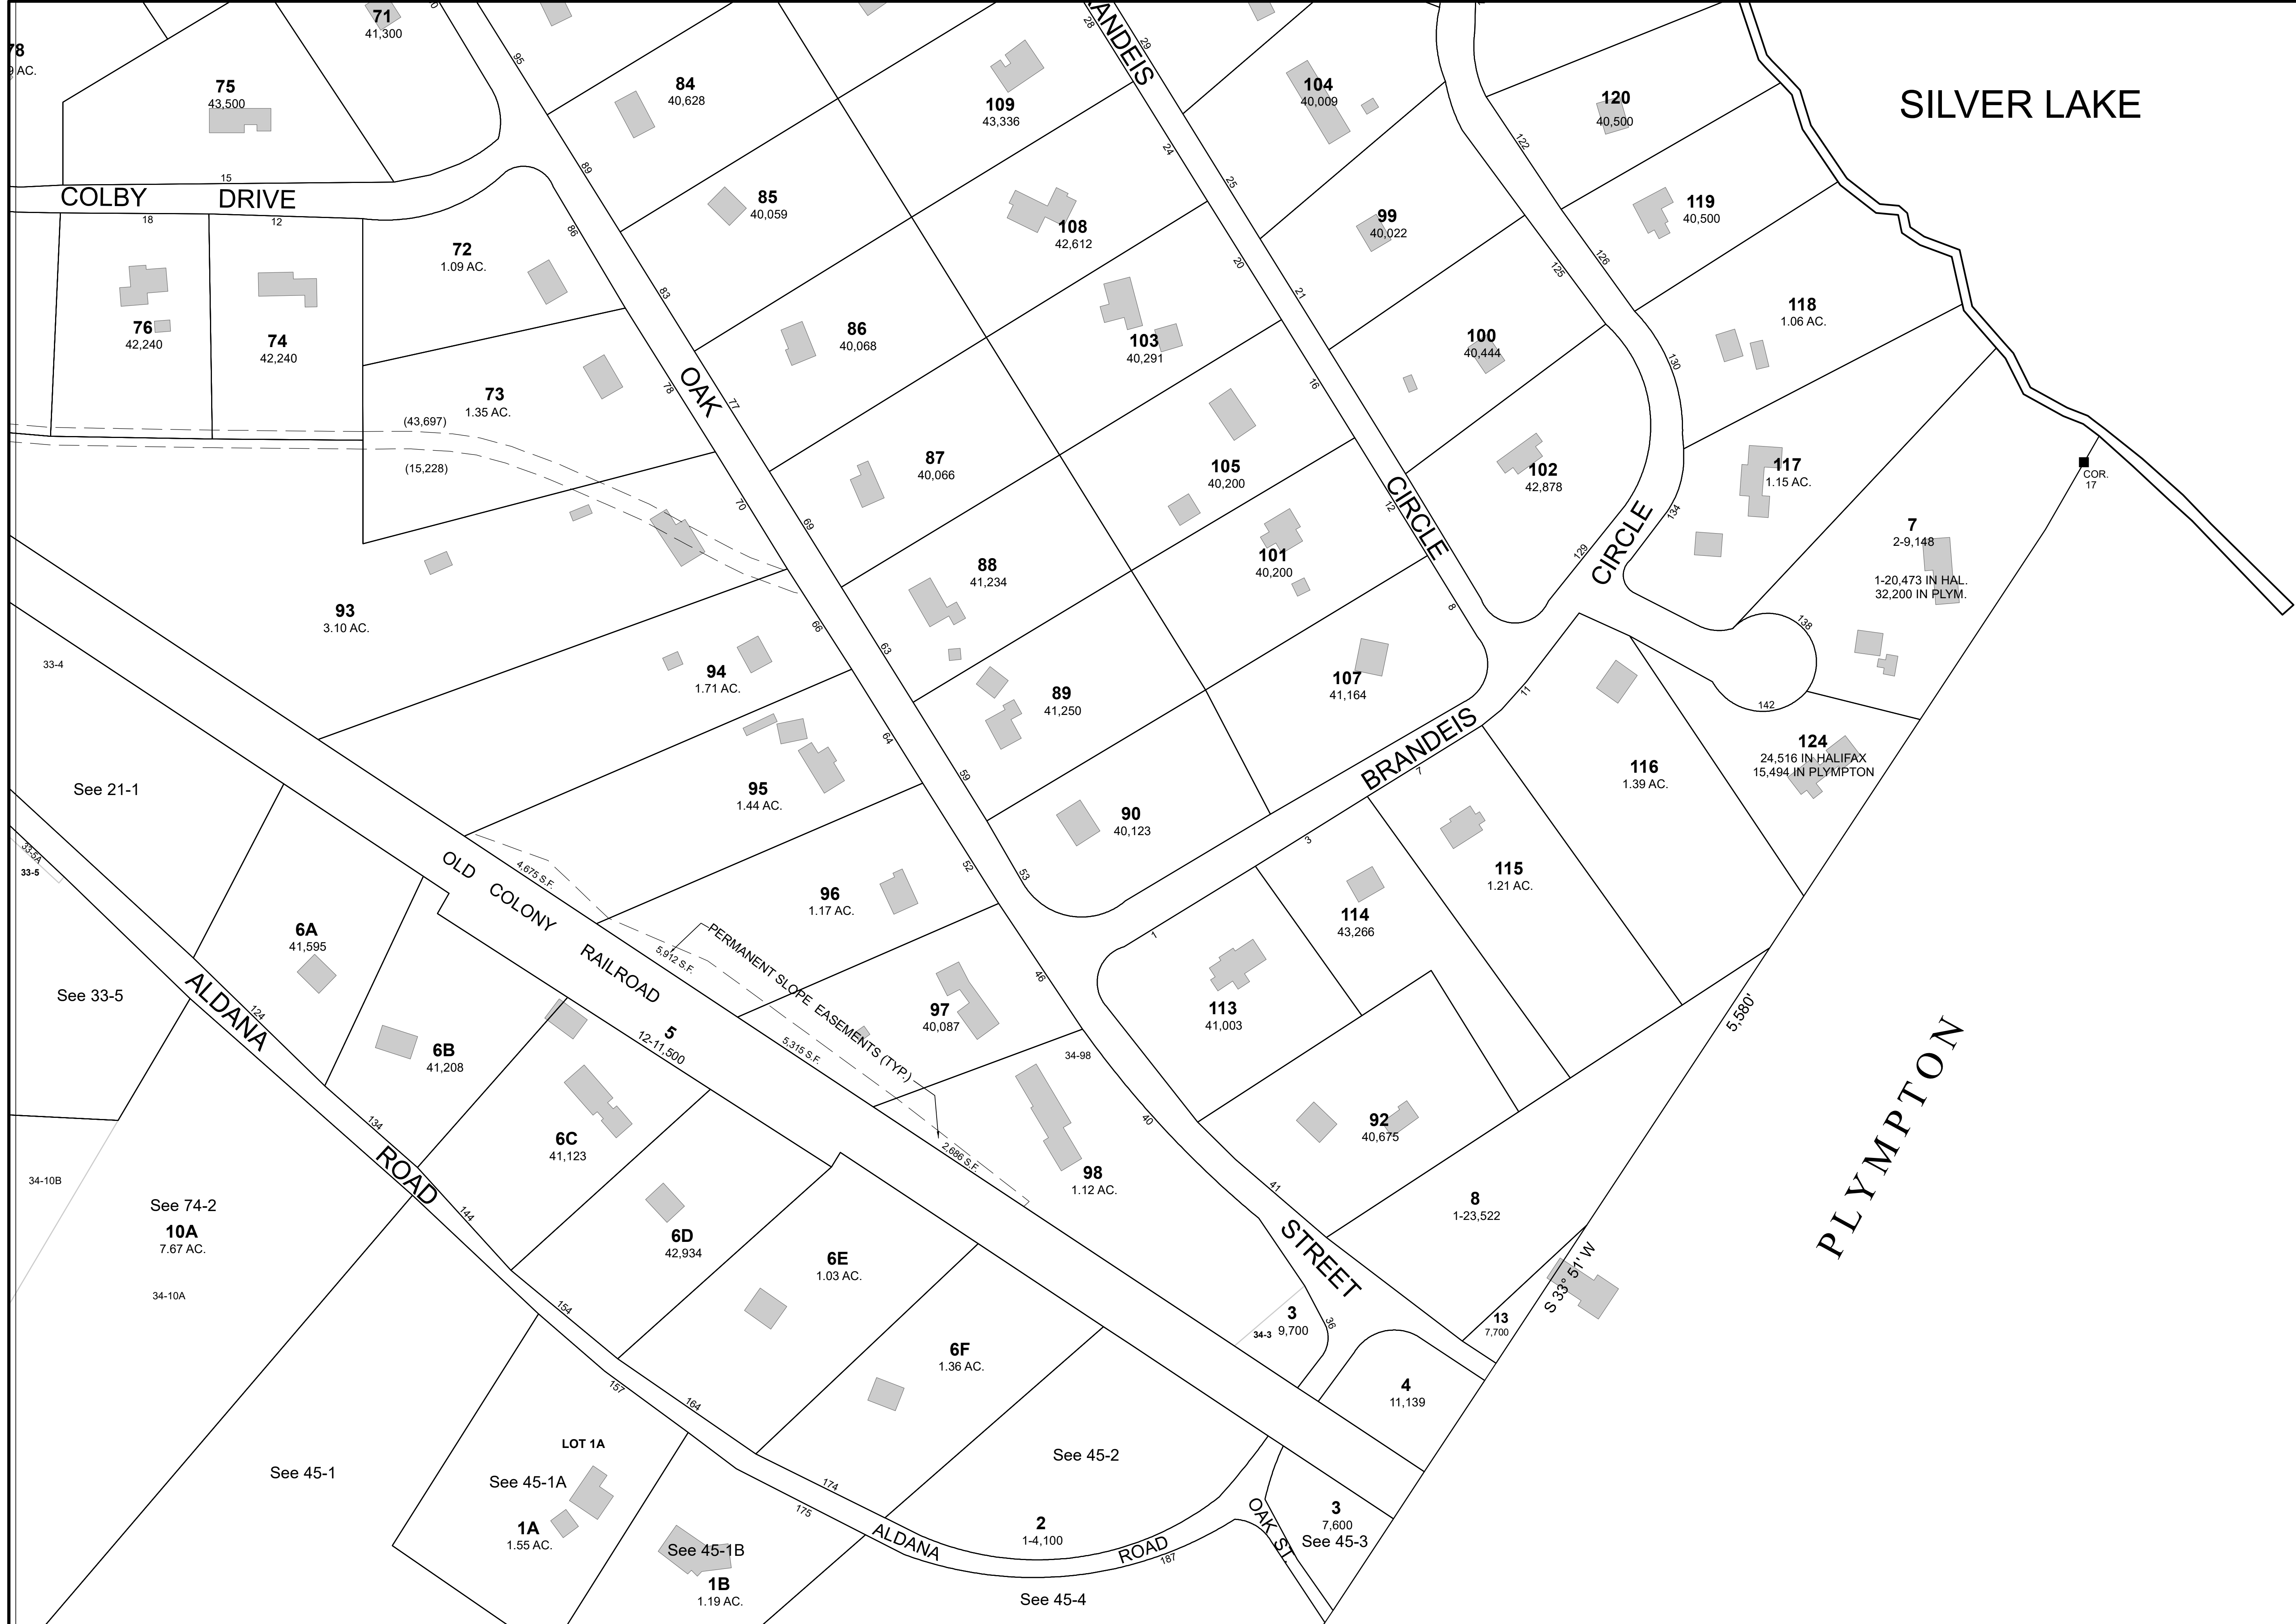 71
41,300
95
78
9 AC.
75
43,500
15
COLBY DRIVE
18
12
89
86
84
40,628
109
43,336
BRANDEIS
28
29
24
25
104
40,009
120
40,500
122
SILVER LAKE
85
40,059
108
42,612
99
40,022
119
40,500
72
1.09 AC.
83
20
21
125
126
76
42,240
74
42,240
86
40,068
103
40,291
100
40,444
118
1.06 AC.
130
73
1.35 AC.
(43,697)
(15,228)
78
OAK
77
16
87
40,066
105
40,200
102
42,878
117
1.15 AC.
COR.
17
70
69
12
CIRCLE
CIRCLE
129
134
7
2-9,148
1-20,473 IN HAL.
32,200 IN PLYM.
88
41,234
101
40,200
93
3.10 AC.
66
63
8
138
33-4
94
1.71 AC.
89
41,250
107
41,164
11
142
BRANDEIS
7
64
59
124
24,516 IN HALIFAX
15,494 IN PLYMPTON
116
1.39 AC.
See 21-1
95
1.44 AC.
90
40,123
3
33-5A
33-5
OLD COLONY RAILROAD
4,675 S.F.
52
53
115
1.21 AC.
96
1.17 AC.
114
43,266
6A
41,595
PERMANENT SLOPE EASEMENTS (TYP.)
5,912 S.F.
1
46
See 33-5
ALDANA
124
97
40,087
113
41,003
5,580'
5
12-11,500
5,315 S.F.
34-98
6B
41,208
PLYMPTON
134
ROAD
6C
41,123
40
92
40,675
2,686 S.F.
98
1.12 AC.
34-10B
See 74-2
10A
7.67 AC.
144
41
8
1-23,522
6D
42,934
STREET
6E
1.03 AC.
S 33° 51' W
34-10A
154
3
9,700
34-3
36
13
7,700
6F
1.36 AC.
157
164
4
11,139
LOT 1A
See 45-1
See 45-1A
See 45-2
174
175
1A
1.55 AC.
2
1-4,100
OAK ST.
3
7,600
See 45-3
ALDANA
ROAD
187
See 45-1B
1B
1.19 AC.
See 45-4